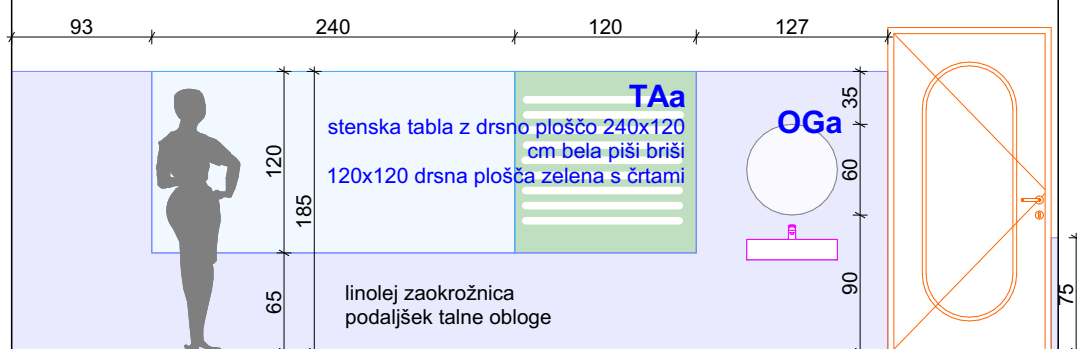 93
240
120
127
TAa
stenska tabla z drsno ploščo 240x120
cm bela piši briši
120x120 drsna plošča zelena s črtami
OGa
35
60
90
120
185
65
75
linolej zaokrožnica
podaljšek talne obloge